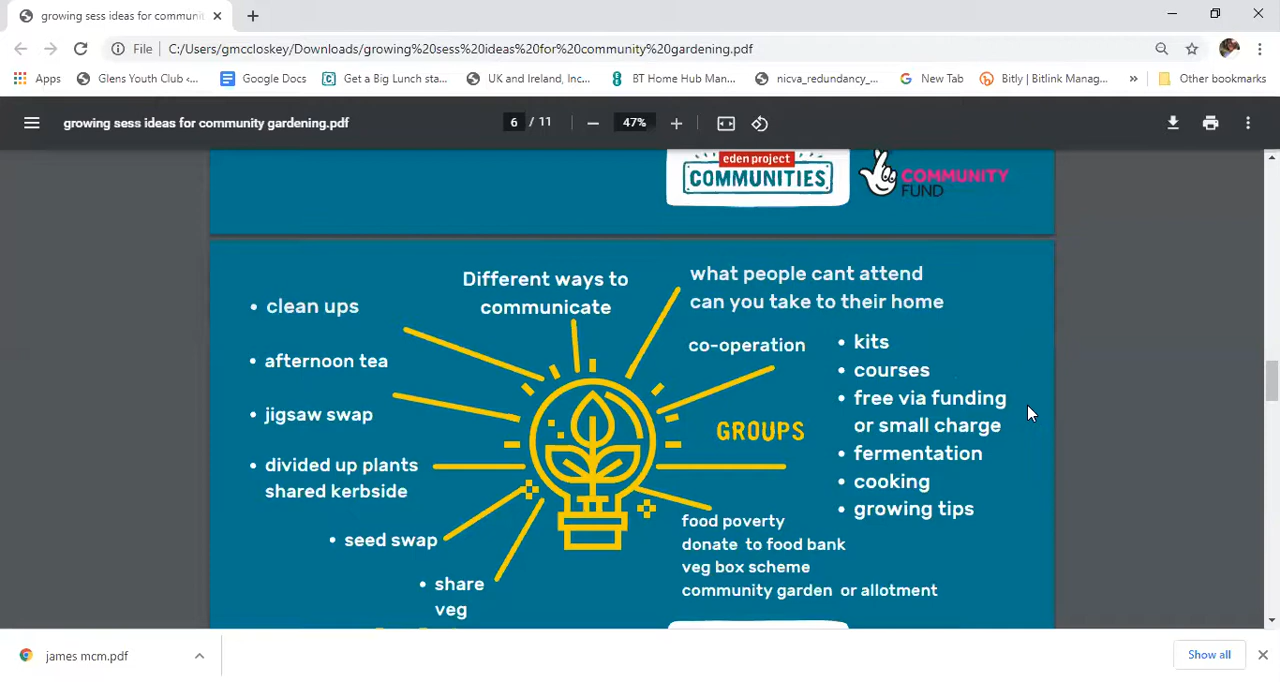 growing sess ideas for communit
File
C:/Users/gmccloskey/Downloads/growing%20sess%20ideas%20for%20community%20gardening.pdf
Apps
Glens Youth Club ‹...
Google Docs
Get a Big Lunch sta...
UK and Ireland, Inc...
BT Home Hub Man...
nicva_redundancy_...
New Tab
Bitly | Bitlink Manag...
»
Other bookmarks
growing sess ideas for community gardening.pdf
6 / 11
47%
eden project
COMMUNITIES
COMMUNITY
FUND
Different ways to
communicate
what people cant attend
can you take to their home
• clean ups
• afternoon tea
• jigsaw swap
• divided up plants
shared kerbside
• seed swap
• share
veg
co-operation
GROUPS
• kits
• courses
• free via funding
or small charge
• fermentation
• cooking
• growing tips
food poverty
donate to food bank
veg box scheme
community garden or allotment
james mcm.pdf
Show all